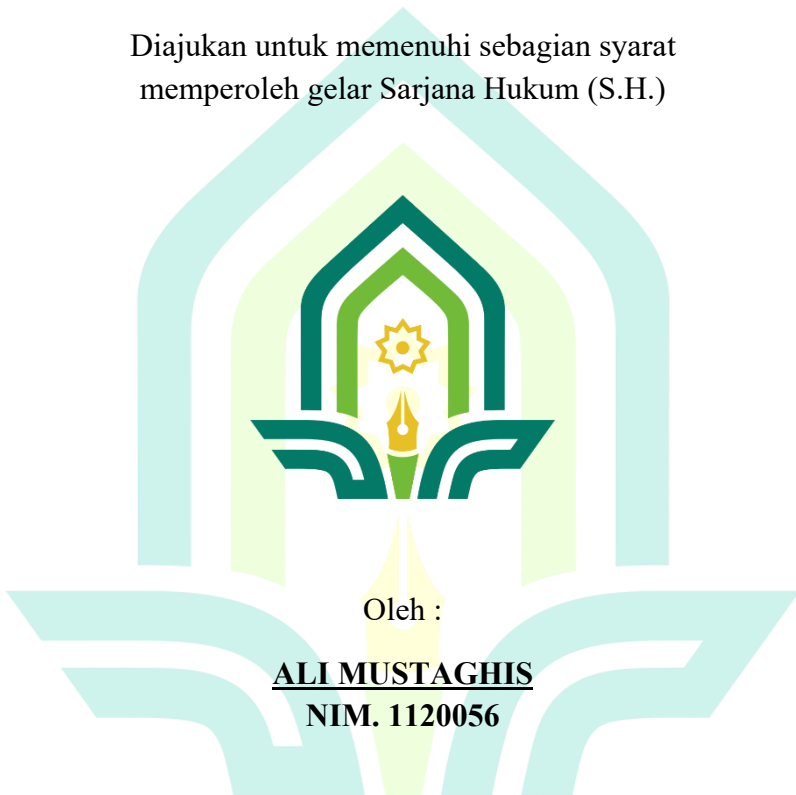 Diajukan untuk memenuhi sebagian syarat
memperoleh gelar Sarjana Hukum (S.H.)
Oleh :
ALI MUSTAGHIS
NIM. 1120056